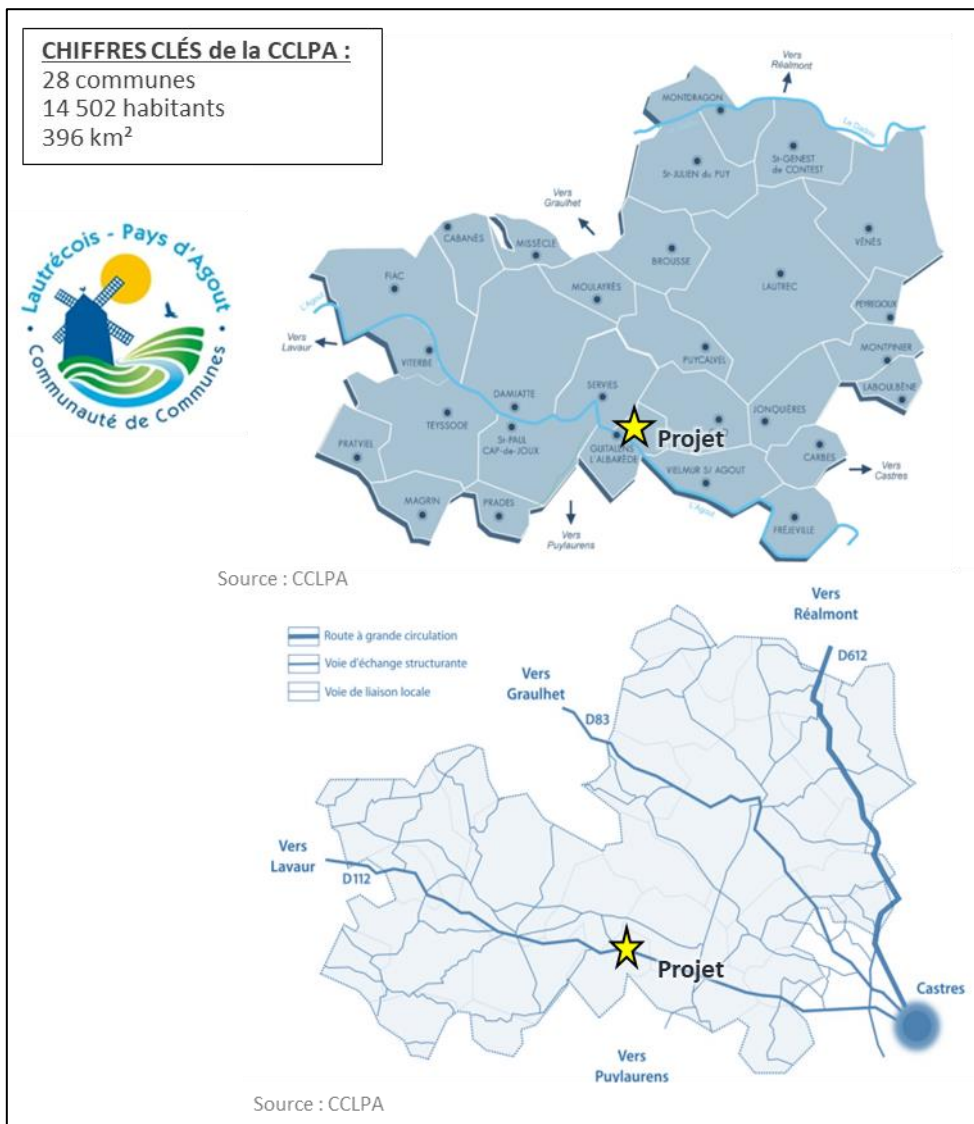 CHIFFRES CLÉS de la CCLPA :
28 communes
14 502 habitants
396 km²
Lautrécois - Pays d'Agout
• Communauté de Communes •
Vers
Réalmont
MONTDRAGON
Le Dadou
St-GENEST
de CONTEST
St-JULIEN du PUY
Vers
Graulhet
CABANÈS
MISSÈCLE
VÉNÈS
BROUSSE
FIAC
LAUTREC
MOULAYRÈS
L'Agout
PEYREGOUX
Vers
Lavaur
VITERBE
PUYCALVEL
MONTPINIER
SERVIES
LABOULBÈNE
DAMIATTE
TEYSSODE
JONQUIÈRES
St-PAUL
CAP-de-JOUX
Projet
GUITALENS
L'ALBARÈDE
PRATVIEL
CARBES
VIELMUR S/ AGOUT
Vers
Castres
MAGRIN
PRADES
L'Agout
Vers
Puylaurens
FRÉJEVILLE
Source : CCLPA
Vers
Réalmont
Route à grande circulation
Voie d'échange structurante
Voie de liaison locale
D612
Vers
Graulhet
D83
Vers
Lavaur
D112
Projet
Castres
Vers
Puylaurens
Source : CCLPA